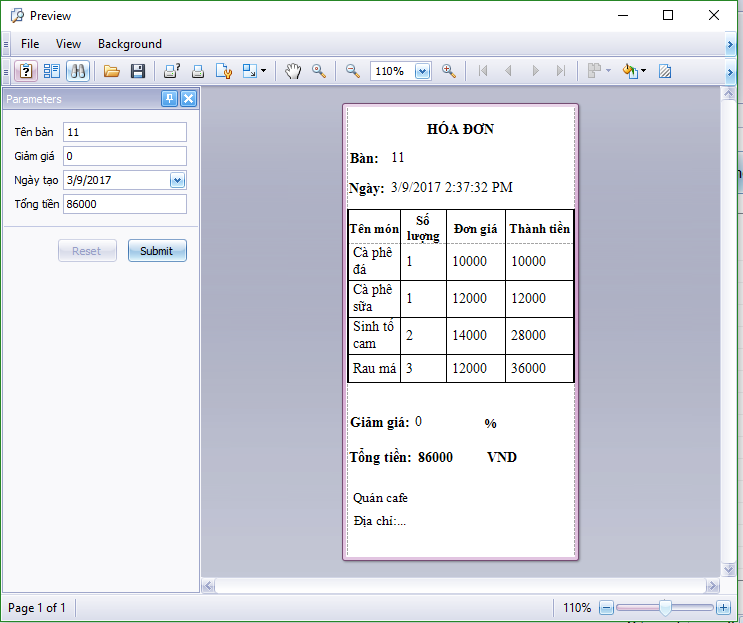 Preview
File View Background
110%
Parameters
Tên bàn 11
Giảm giá 0
Ngày tạo 3/9/2017
Tổng tiền 86000
Reset Submit
HÓA ĐƠN
Bàn: 11
Ngày: 3/9/2017 2:37:32 PM
Tên món Số lượng Đơn giá Thành tiền
Cà phê đá 1 10000 10000
Cà phê sữa 1 12000 12000
Sinh tố cam 2 14000 28000
Rau má 3 12000 36000
Giảm giá: 0 %
Tổng tiền: 86000 VND
Quán cafe
Địa chỉ:...
Page 1 of 1 110%